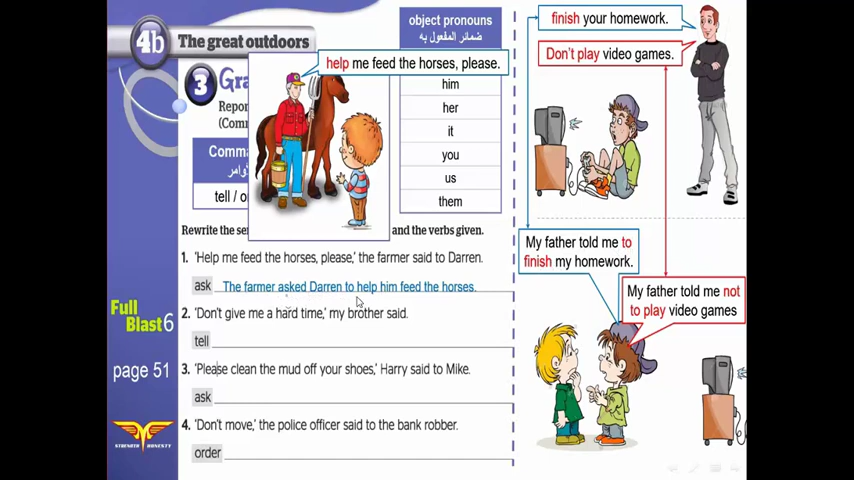 4b The great outdoors
3 Gra
Repor
(Comm
Comma
وامر
tell / o
help me feed the horses, please.
object pronouns
ضمائر المفعول به
him
her
it
you
us
them
Rewrite the se and the verbs given.
1. 'Help me feed the horses, please,' the farmer said to Darren.
ask The farmer asked Darren to help him feed the horses.
2. 'Don't give me a hard time,' my brother said.
tell
3. 'Please clean the mud off your shoes,' Harry said to Mike.
ask
4. 'Don't move,' the police officer said to the bank robber.
order
Full
Blast 6
page 51
STRENGTH HONESTY
finish your homework.
Don't play video games.
My father told me to
finish my homework.
My father told me not
to play video games